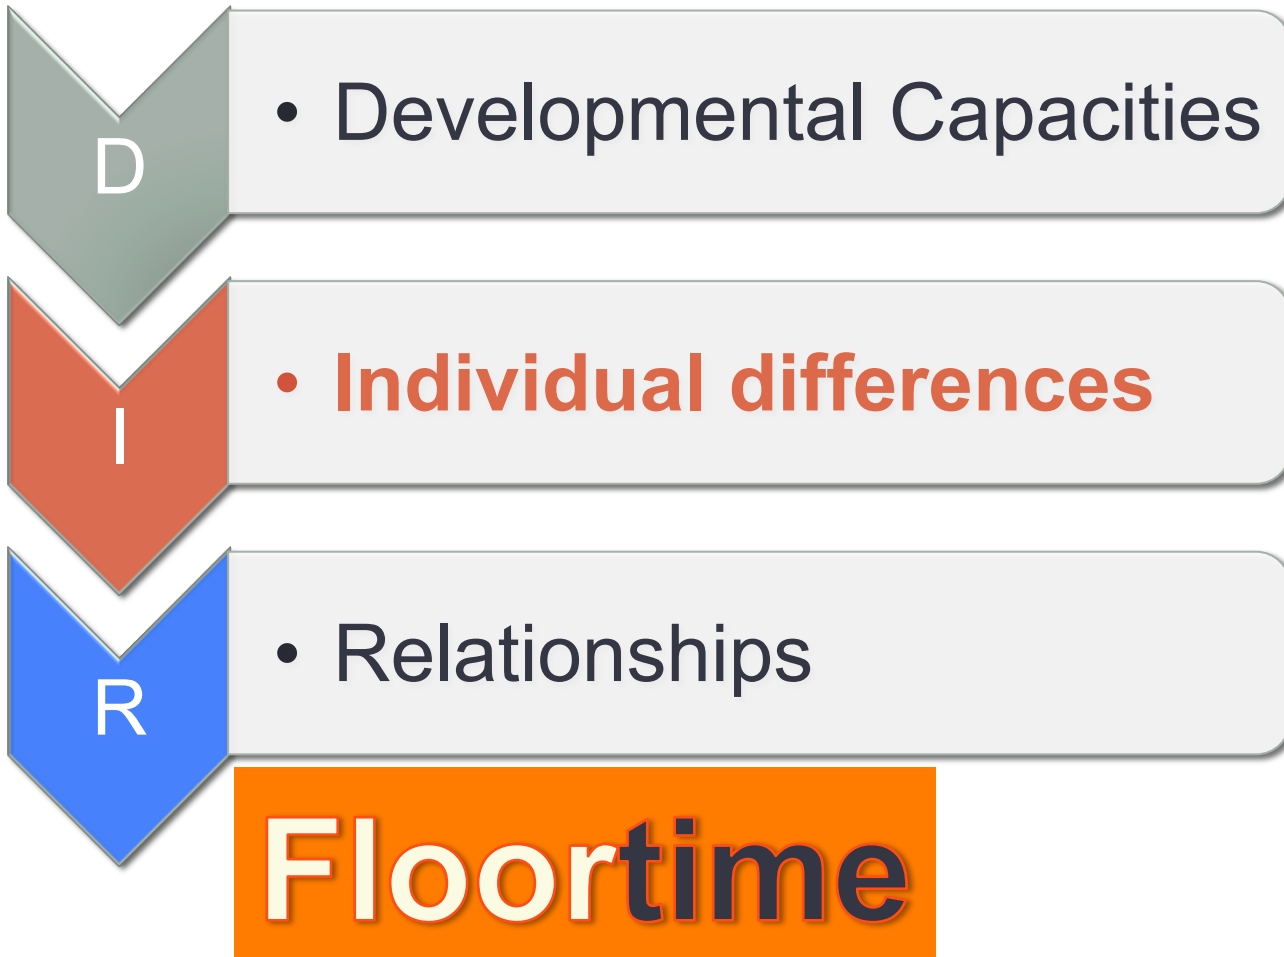 D
• Developmental Capacities
I
• Individual differences
R
• Relationships
Floortime